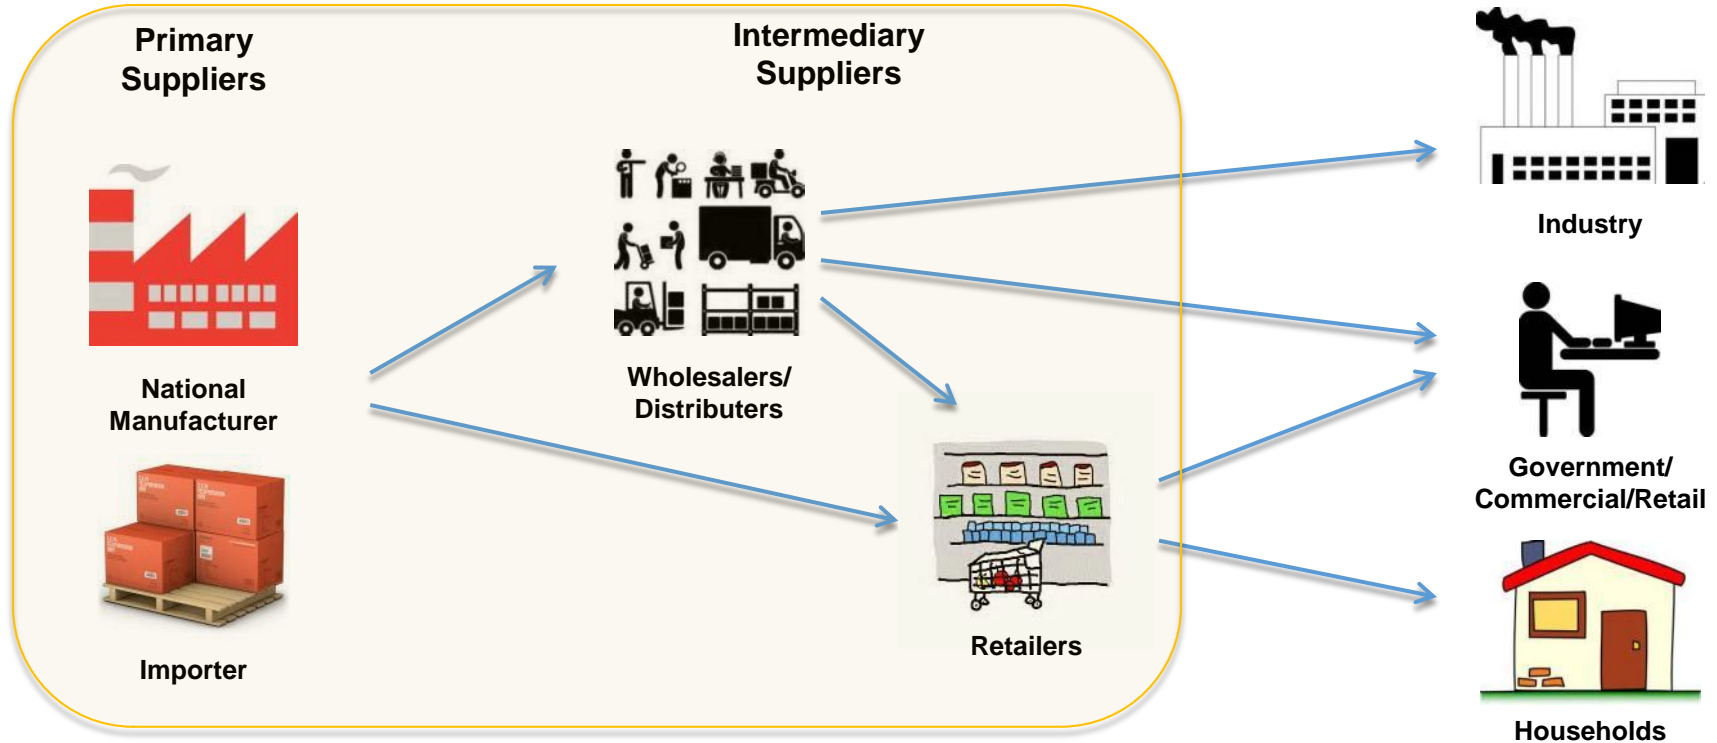 Primary
Suppliers
Intermediary
Suppliers
National
Manufacturer
Importer
Wholesalers/
Distributers
Retailers
Industry
Government/
Commercial/Retail
Households